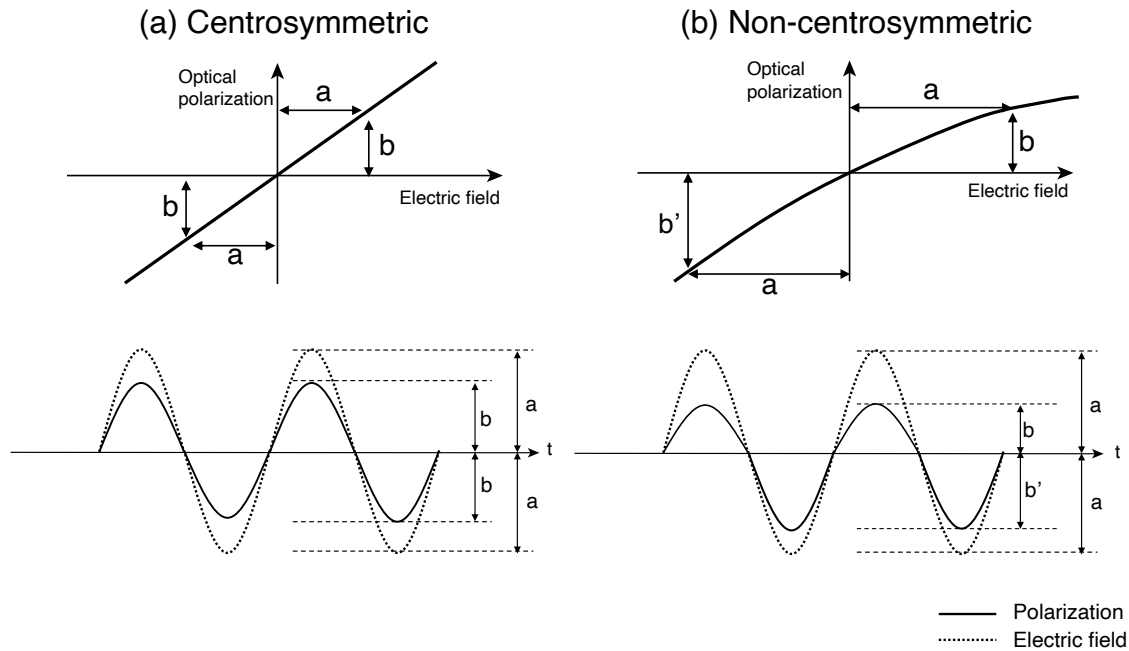 (a) Centrosymmetric
(b) Non-centrosymmetric
Optical
polarization
a
b
Electric field
b
a
Optical
polarization
a
b
Electric field
b'
a
b
a
t
b
a
b
a
t
b'
a
Polarization
Electric field